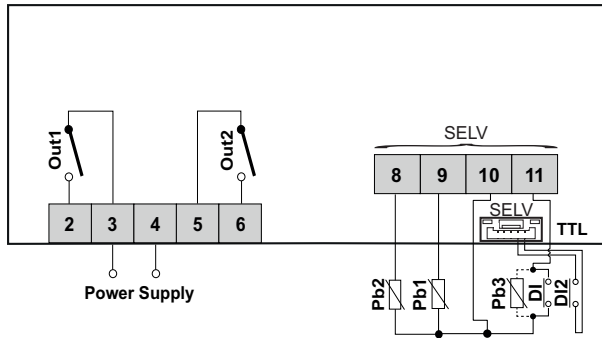 SELV
Out1
Out2
8 9 10 11
SELV
2 3 4 5 6
TTL
Power Supply
Pb2
Pb1
Pb3
DI
DI2